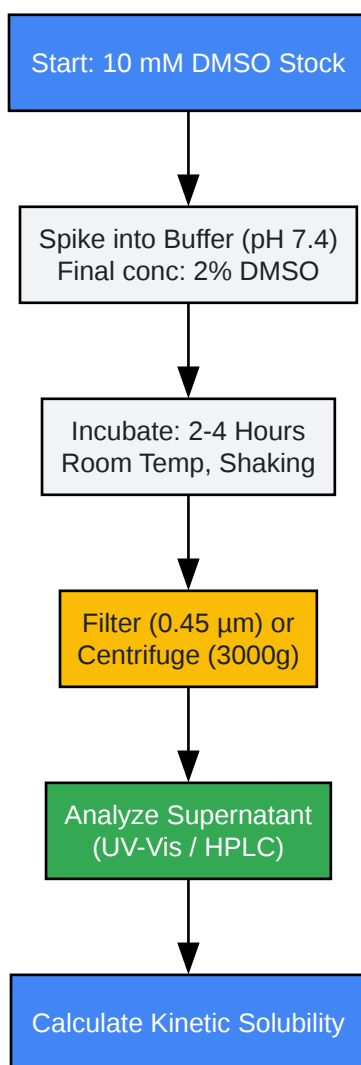 Start: 10 mM DMSO Stock
Spike into Buffer (pH 7.4)
Final conc: 2% DMSO
Incubate: 2-4 Hours
Room Temp, Shaking
Filter (0.45 µm) or
Centrifuge (3000g)
Analyze Supernatant
(UV-Vis / HPLC)
Calculate Kinetic Solubility